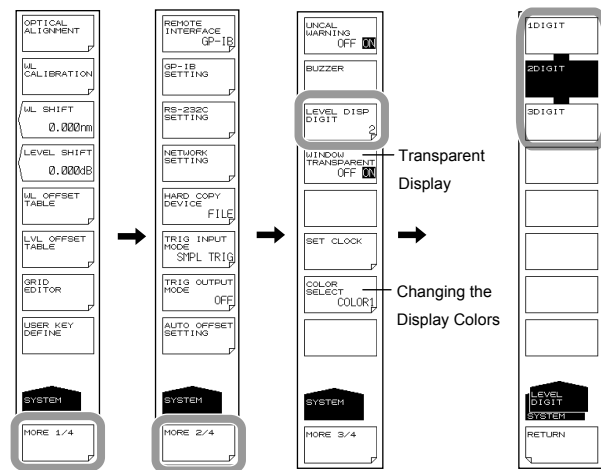 OPTICAL
ALIGNMENT
WL
CALIBRATION
WL SHIFT
0.000nm
LEVEL SHIFT
0.000dB
WL OFFSET
TABLE
LVL OFFSET
TABLE
GRID
EDITOR
USER KEY
DEFINE
SYSTEM
MORE 1/4
REMOTE
INTERFACE
GP-IB
GP-IB
SETTING
RS-232C
SETTING
NETWORK
SETTING
HARD COPY
DEVICE
FILE
TRIG INPUT
MODE
SMPL TRIG
TRIG OUTPUT
MODE
OFF
AUTO OFFSET
SETTING
SYSTEM
MORE 2/4
UNCAL
WARNING
OFF ON
BUZZER
LEVEL DISP
DIGIT
2
WINDOW
TRANSPARENT
OFF ON
SET CLOCK
COLOR
SELECT
COLOR1
SYSTEM
MORE 3/4
Transparent
Display
Changing the
Display Colors
1DIGIT
2DIGIT
3DIGIT
LEVEL
DIGIT
SYSTEM
RETURN